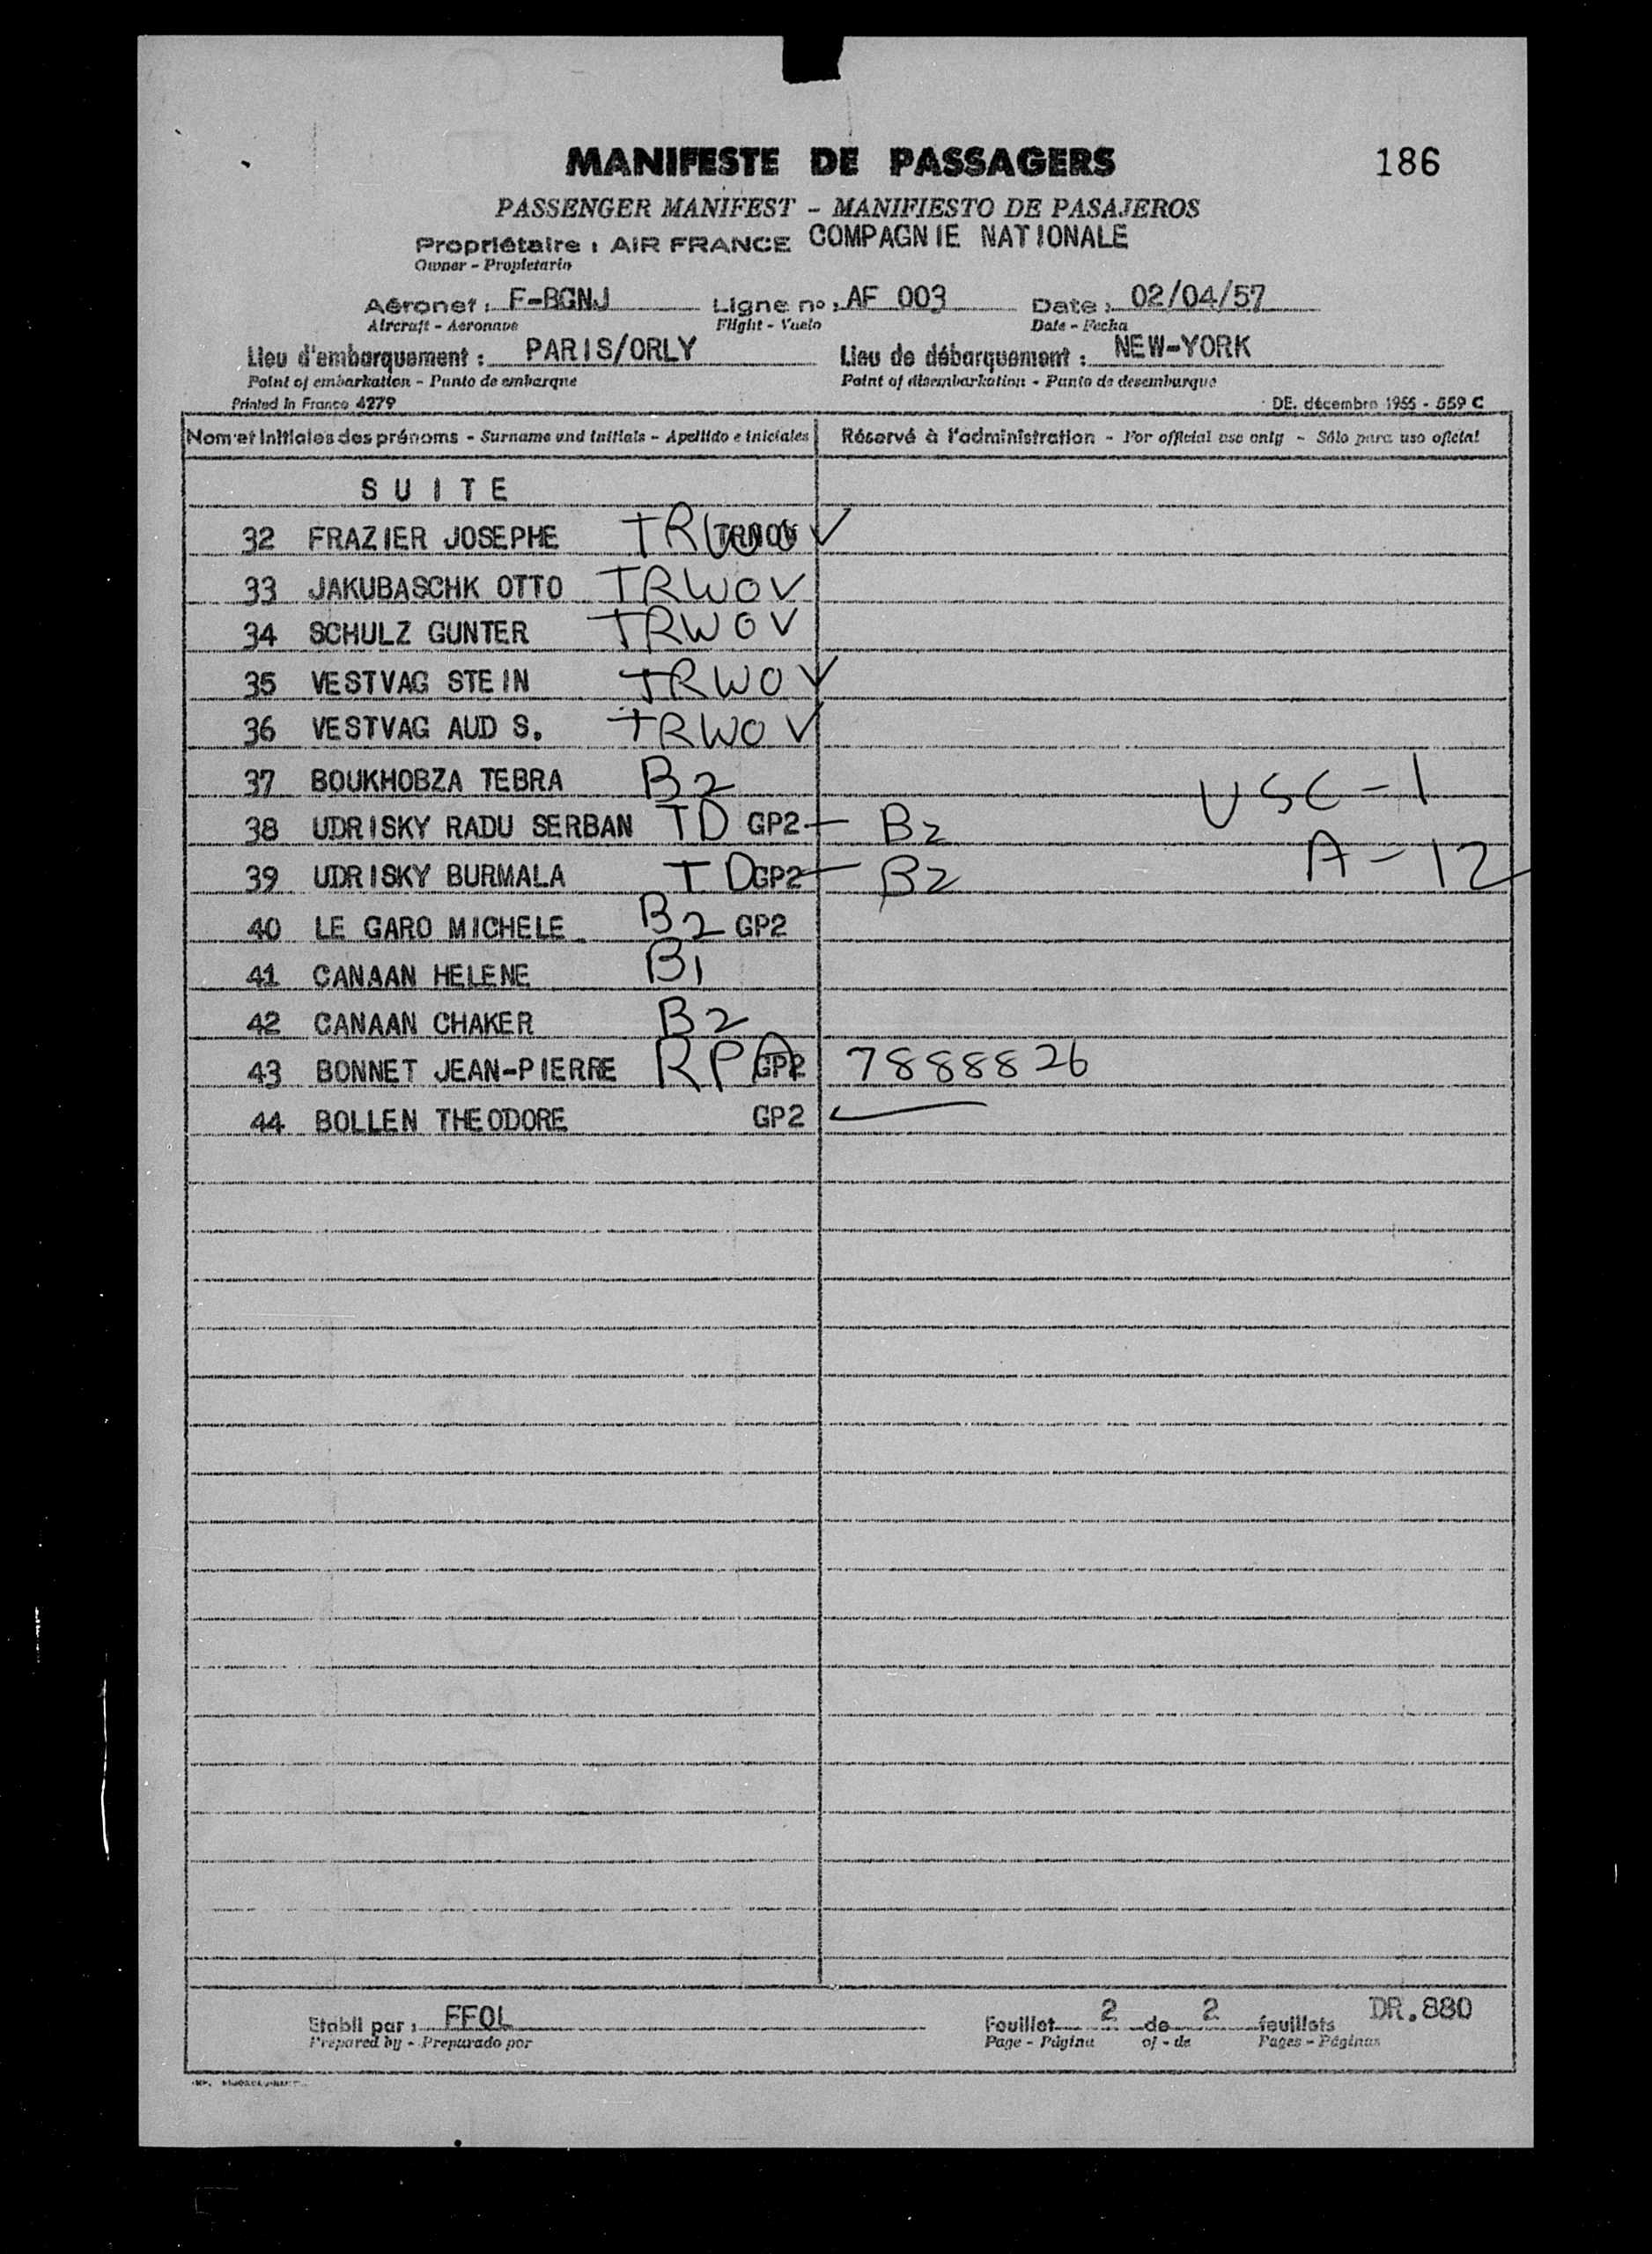 MANIFESTE DE PASSAGERS 186
PASSENGER MANIFEST - MANIFIESTO DE PASAJEROS
Propriétaire : AIR FRANCE COMPAGNIE NATIONALE
Owner - Propietario
Aéronef : F-BGNJ Ligne no : AF 003 Date : 02/04/57
Aircraft - Aeronave Flight - Vuelo Date - Fecha
Lieu d'embarquement : PARIS/ORLY Lieu de débarquement : NEW-YORK
Point of embarkation - Punto de embarque Point of disembarkation - Punto de desembarque
Printed in France 4279 DE. décembre 1955 - 559 C
Nom et Initiales des prénoms - Surname and initials - Apellido e iniciales Réservé à l'administration - For official use only - Sólo para uso oficial
SUITE
32 FRAZIER JOSEPHE TRWOV
33 JAKUBASCHK OTTO TRWOV
34 SCHULZ GUNTER TRWOV
35 VESTVAG STEIN TRWOV
36 VESTVAG AUD S. TRWOV
37 BOUKHOBZA TEBRA B2 USC - 1
38 UDRISKY RADU SERBAN TD GP2 - B2
A - 12
39 UDRISKY BURMALA TD GP2 - B2
40 LE GARO MICHELE B2 GP2
41 CANAAN HELENE B1
42 CANAAN CHAKER B2
43 BONNET JEAN-PIERRE RPA GP2 7888826
44 BOLLEN THEODORE GP2
Etabli par : FFOL Feuillet 2 de 2 feuillets DR.880
Prepared by - Preparado por Page - Página of - de Pages - Páginas